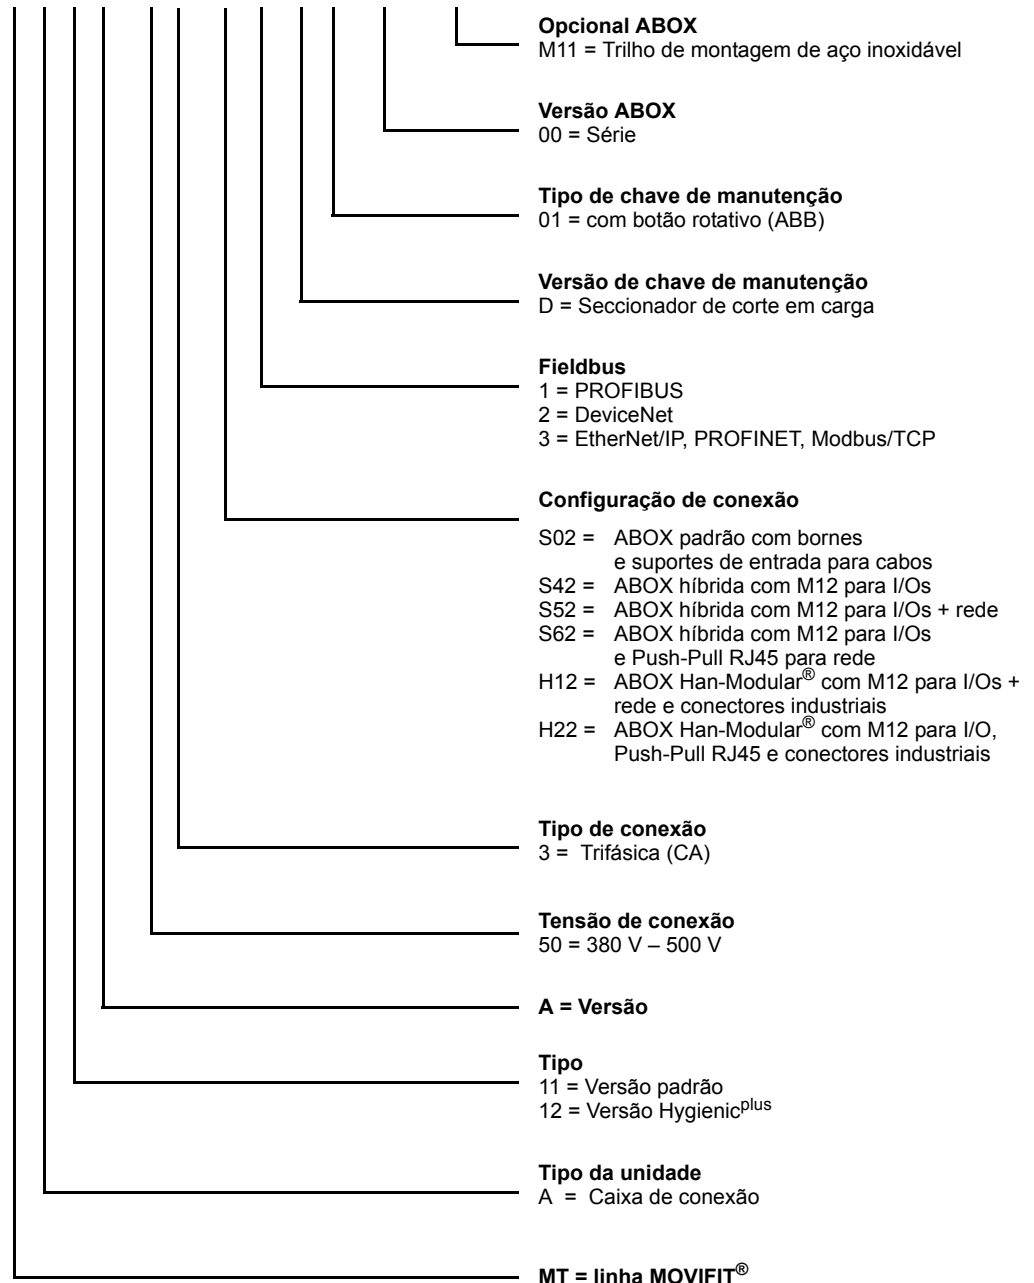 Opcional ABOX
M11 = Trilho de montagem de aço inoxidável
Versão ABOX
00 = Série
Tipo de chave de manutenção
01 = com botão rotativo (ABB)
Versão de chave de manutenção
D = Seccionador de corte em carga
Fieldbus
1 = PROFIBUS
2 = DeviceNet
3 = EtherNet/IP, PROFINET, Modbus/TCP
Configuração de conexão
S02 = ABOX padrão com bornes
e suportes de entrada para cabos
S42 = ABOX híbrida com M12 para I/Os
S52 = ABOX híbrida com M12 para I/Os + rede
S62 = ABOX híbrida com M12 para I/Os
e Push-Pull RJ45 para rede
H12 = ABOX Han-Modular® com M12 para I/Os +
rede e conectores industriais
H22 = ABOX Han-Modular® com M12 para I/O,
Push-Pull RJ45 e conectores industriais
Tipo de conexão
3 = Trifásica (CA)
Tensão de conexão
50 = 380 V – 500 V
A = Versão
Tipo
11 = Versão padrão
12 = Versão Hygienicplus
Tipo da unidade
A = Caixa de conexão
MT = linha MOVIFIT®